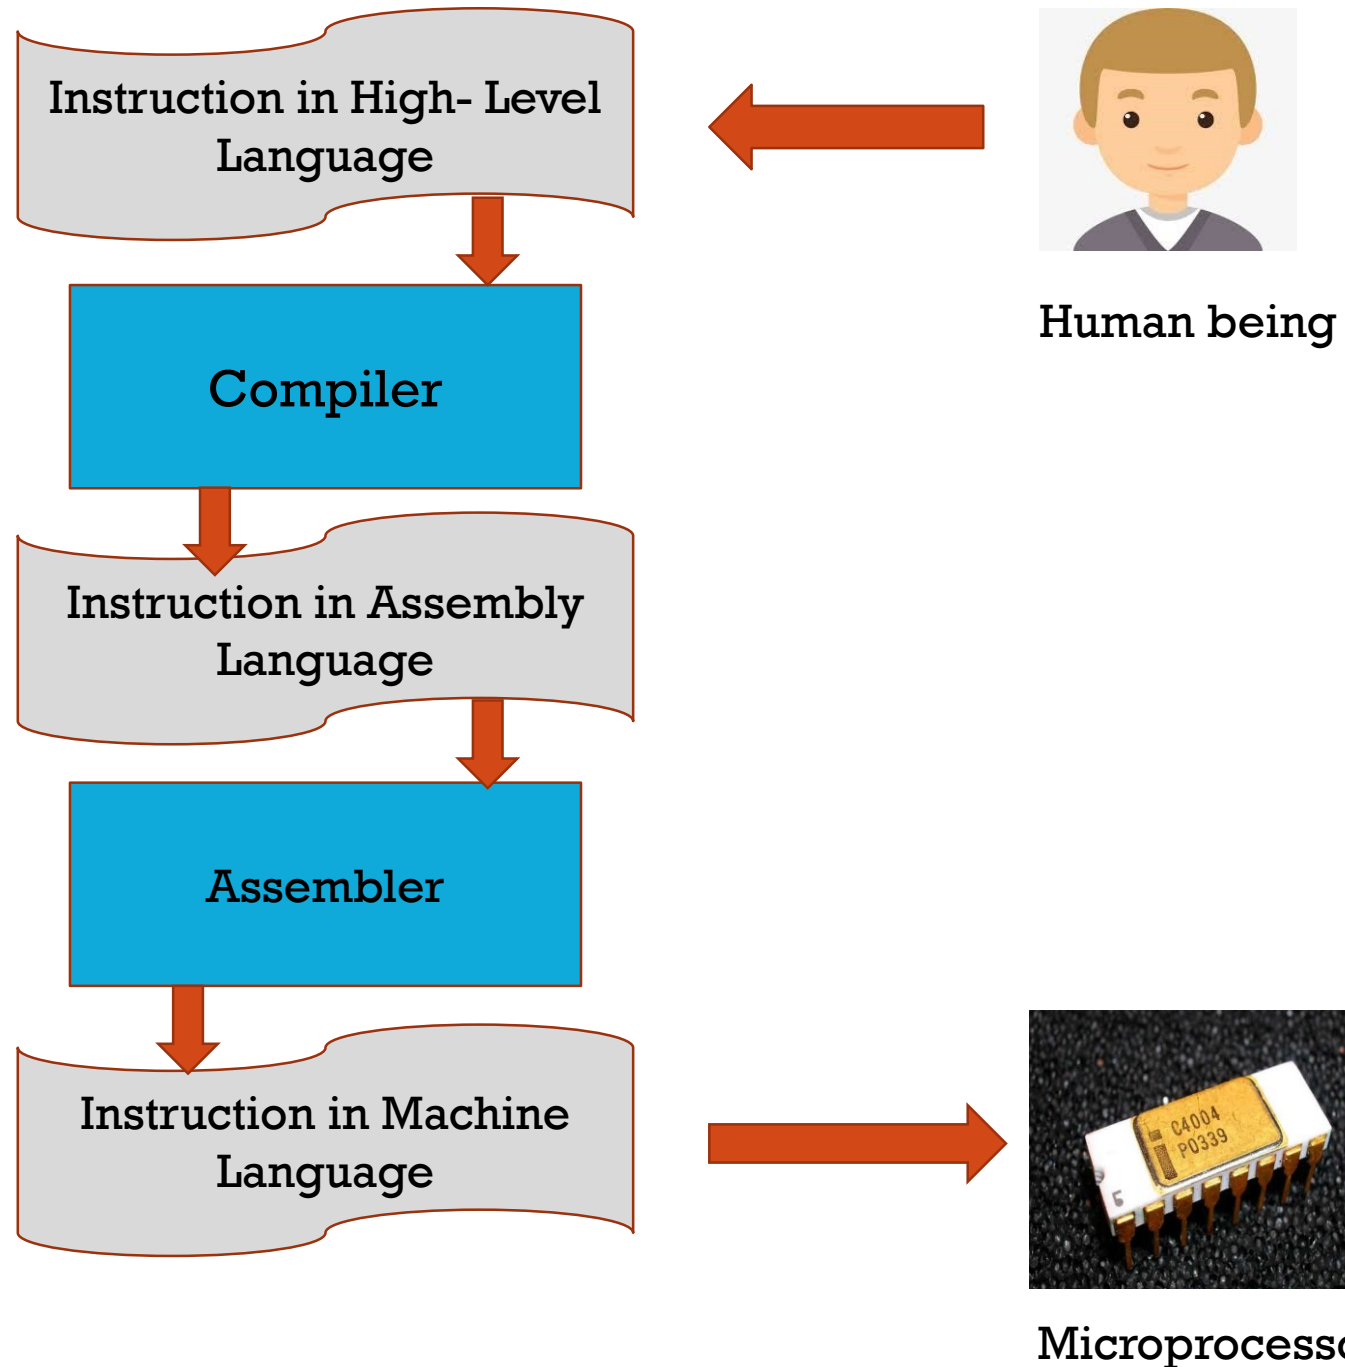 Instruction in High- Level
Language
Human being
Compiler
Instruction in Assembly
Language
Assembler
Instruction in Machine
Language
C4004
P0339
5